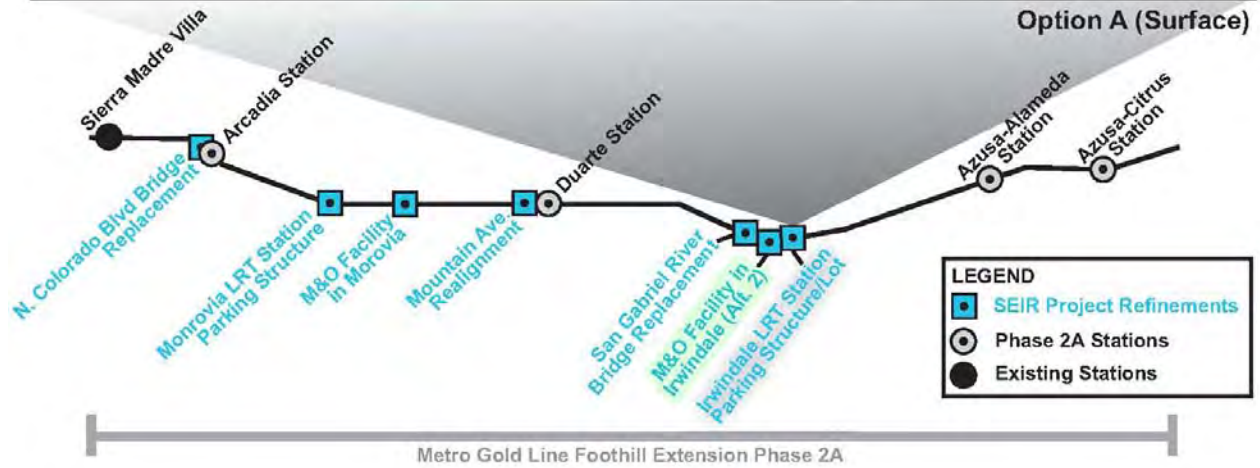 Option A (Surface)
Sierra Madre Villa
Arcadia Station
N. Colorado Blvd Bridge
Replacement
Monrovia LRT Station
Parking Structure
M&O Facility
in Morovia
Mountain Ave.
Realignment
Duarte Station
San Gabriel River
Bridge Replacement
M&O Facility in
Irwindale (Alt. 2)
Irwindale LRT Station
Parking Structure/Lot
Azusa-Alameda
Station
Azusa-Citrus
Station
LEGEND
SEIR Project Refinements
Phase 2A Stations
Existing Stations
Metro Gold Line Foothill Extension Phase 2A